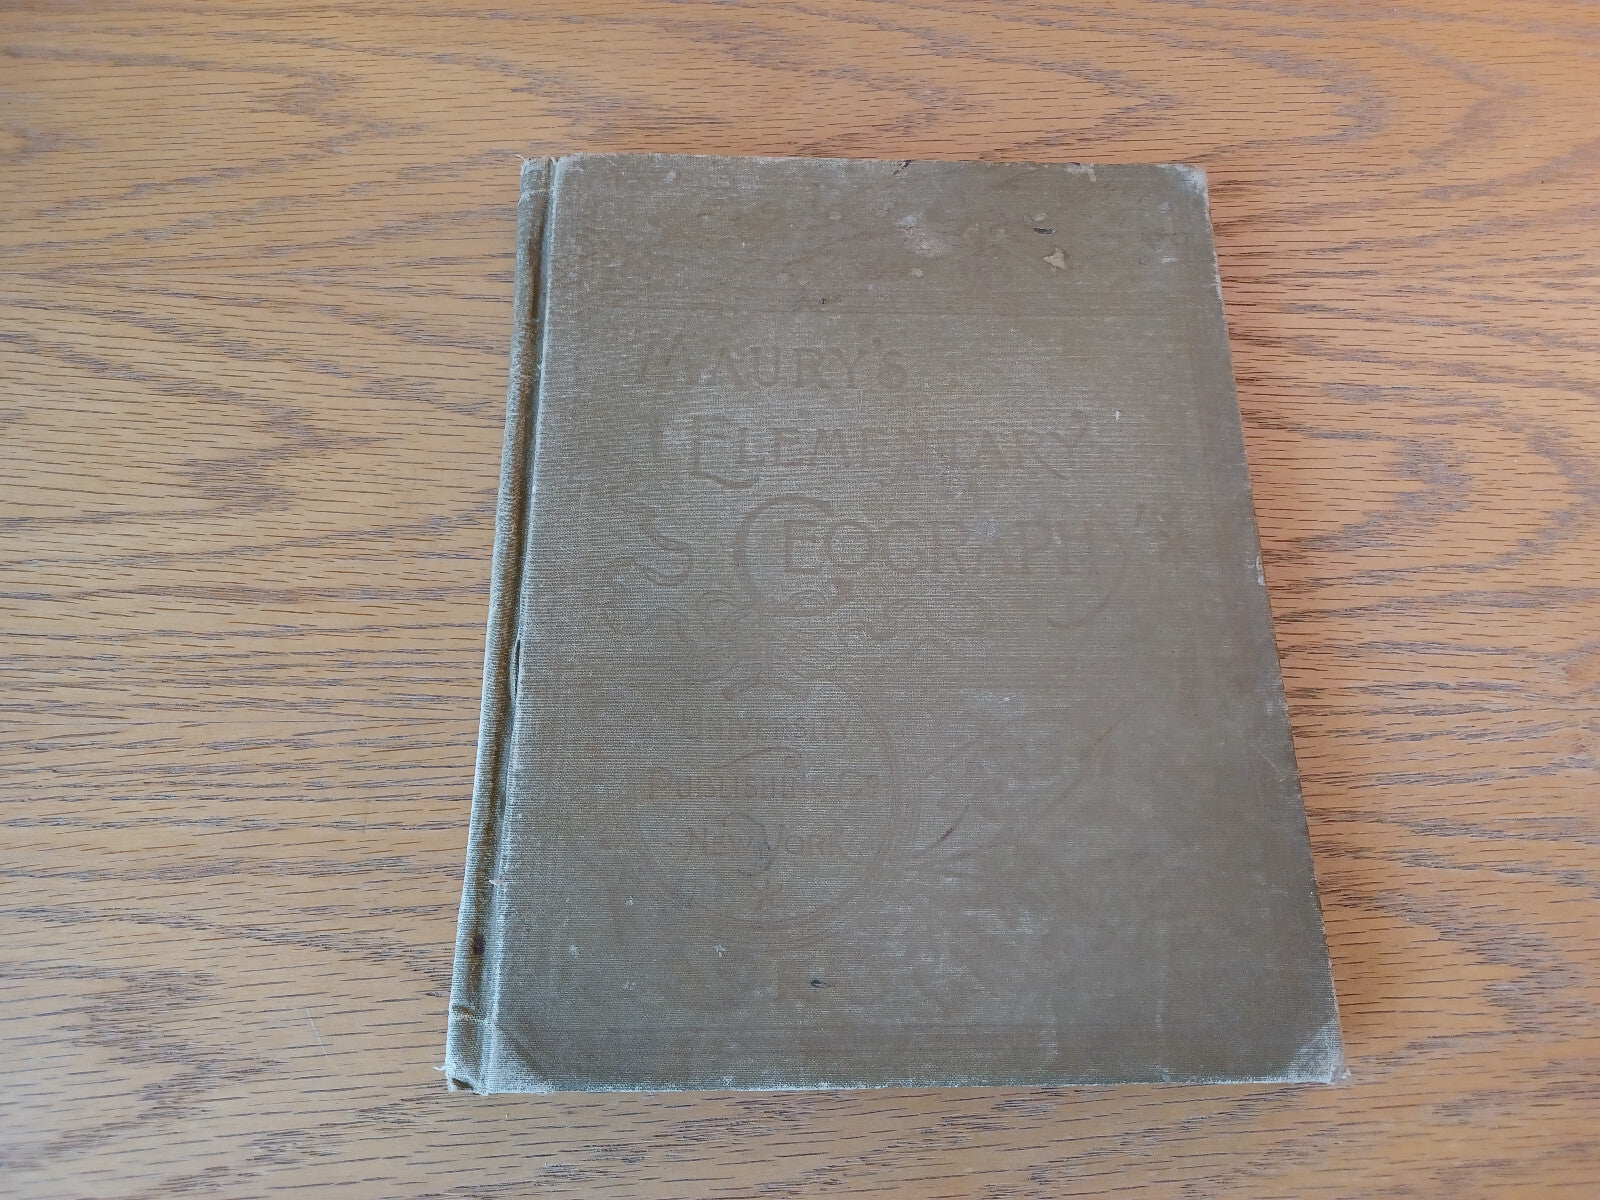 MAURY'S
ELEMENTARY
GEOGRAPHY
UNIVERSITY
PUBLISHING CO
NEW YORK